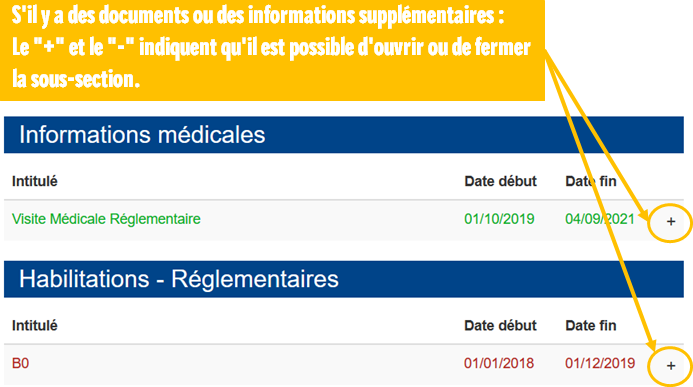 S'il y a des documents ou des informations supplémentaires :
Le "+" et le "-" indiquent qu'il est possible d'ouvrir ou de fermer
la sous-section.
Informations médicales
Intitulé Date début Date fin
Visite Médicale Réglementaire 01/10/2019 04/09/2021 +
Habilitations - Réglementaires
Intitulé Date début Date fin
B0 01/01/2018 01/12/2019 +